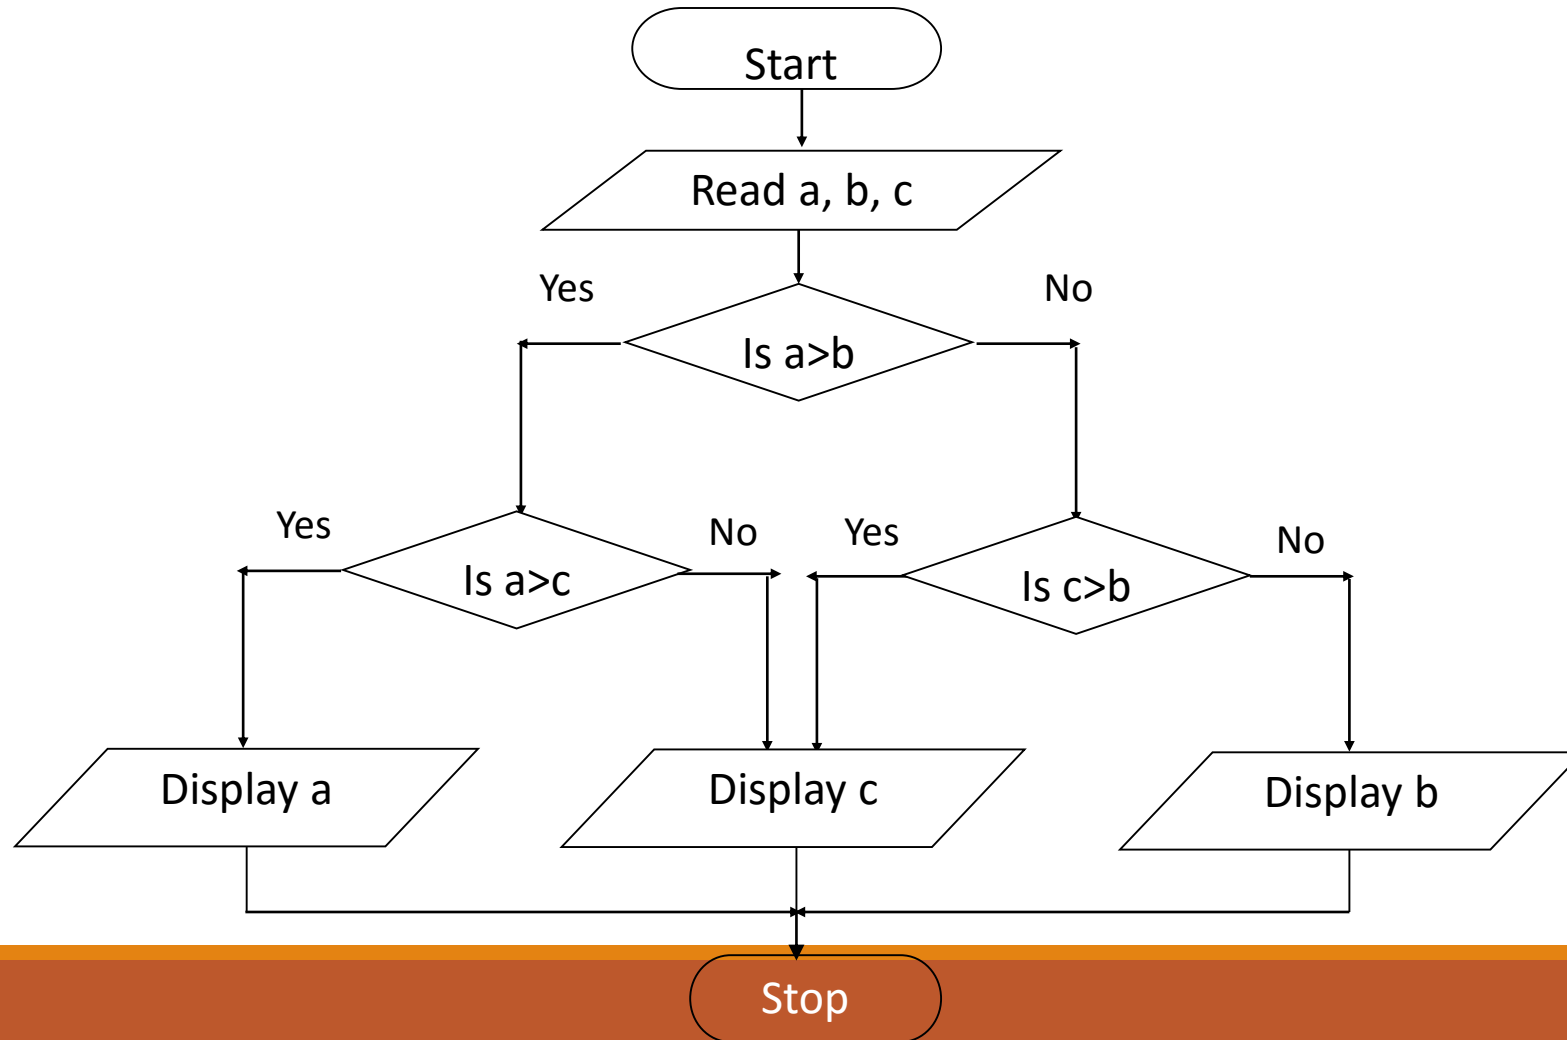 Start
Read a, b, c
Yes
No
Is a>b
Yes
No
Yes
No
Is a>c
Is c>b
Display a
Display c
Display b
Stop